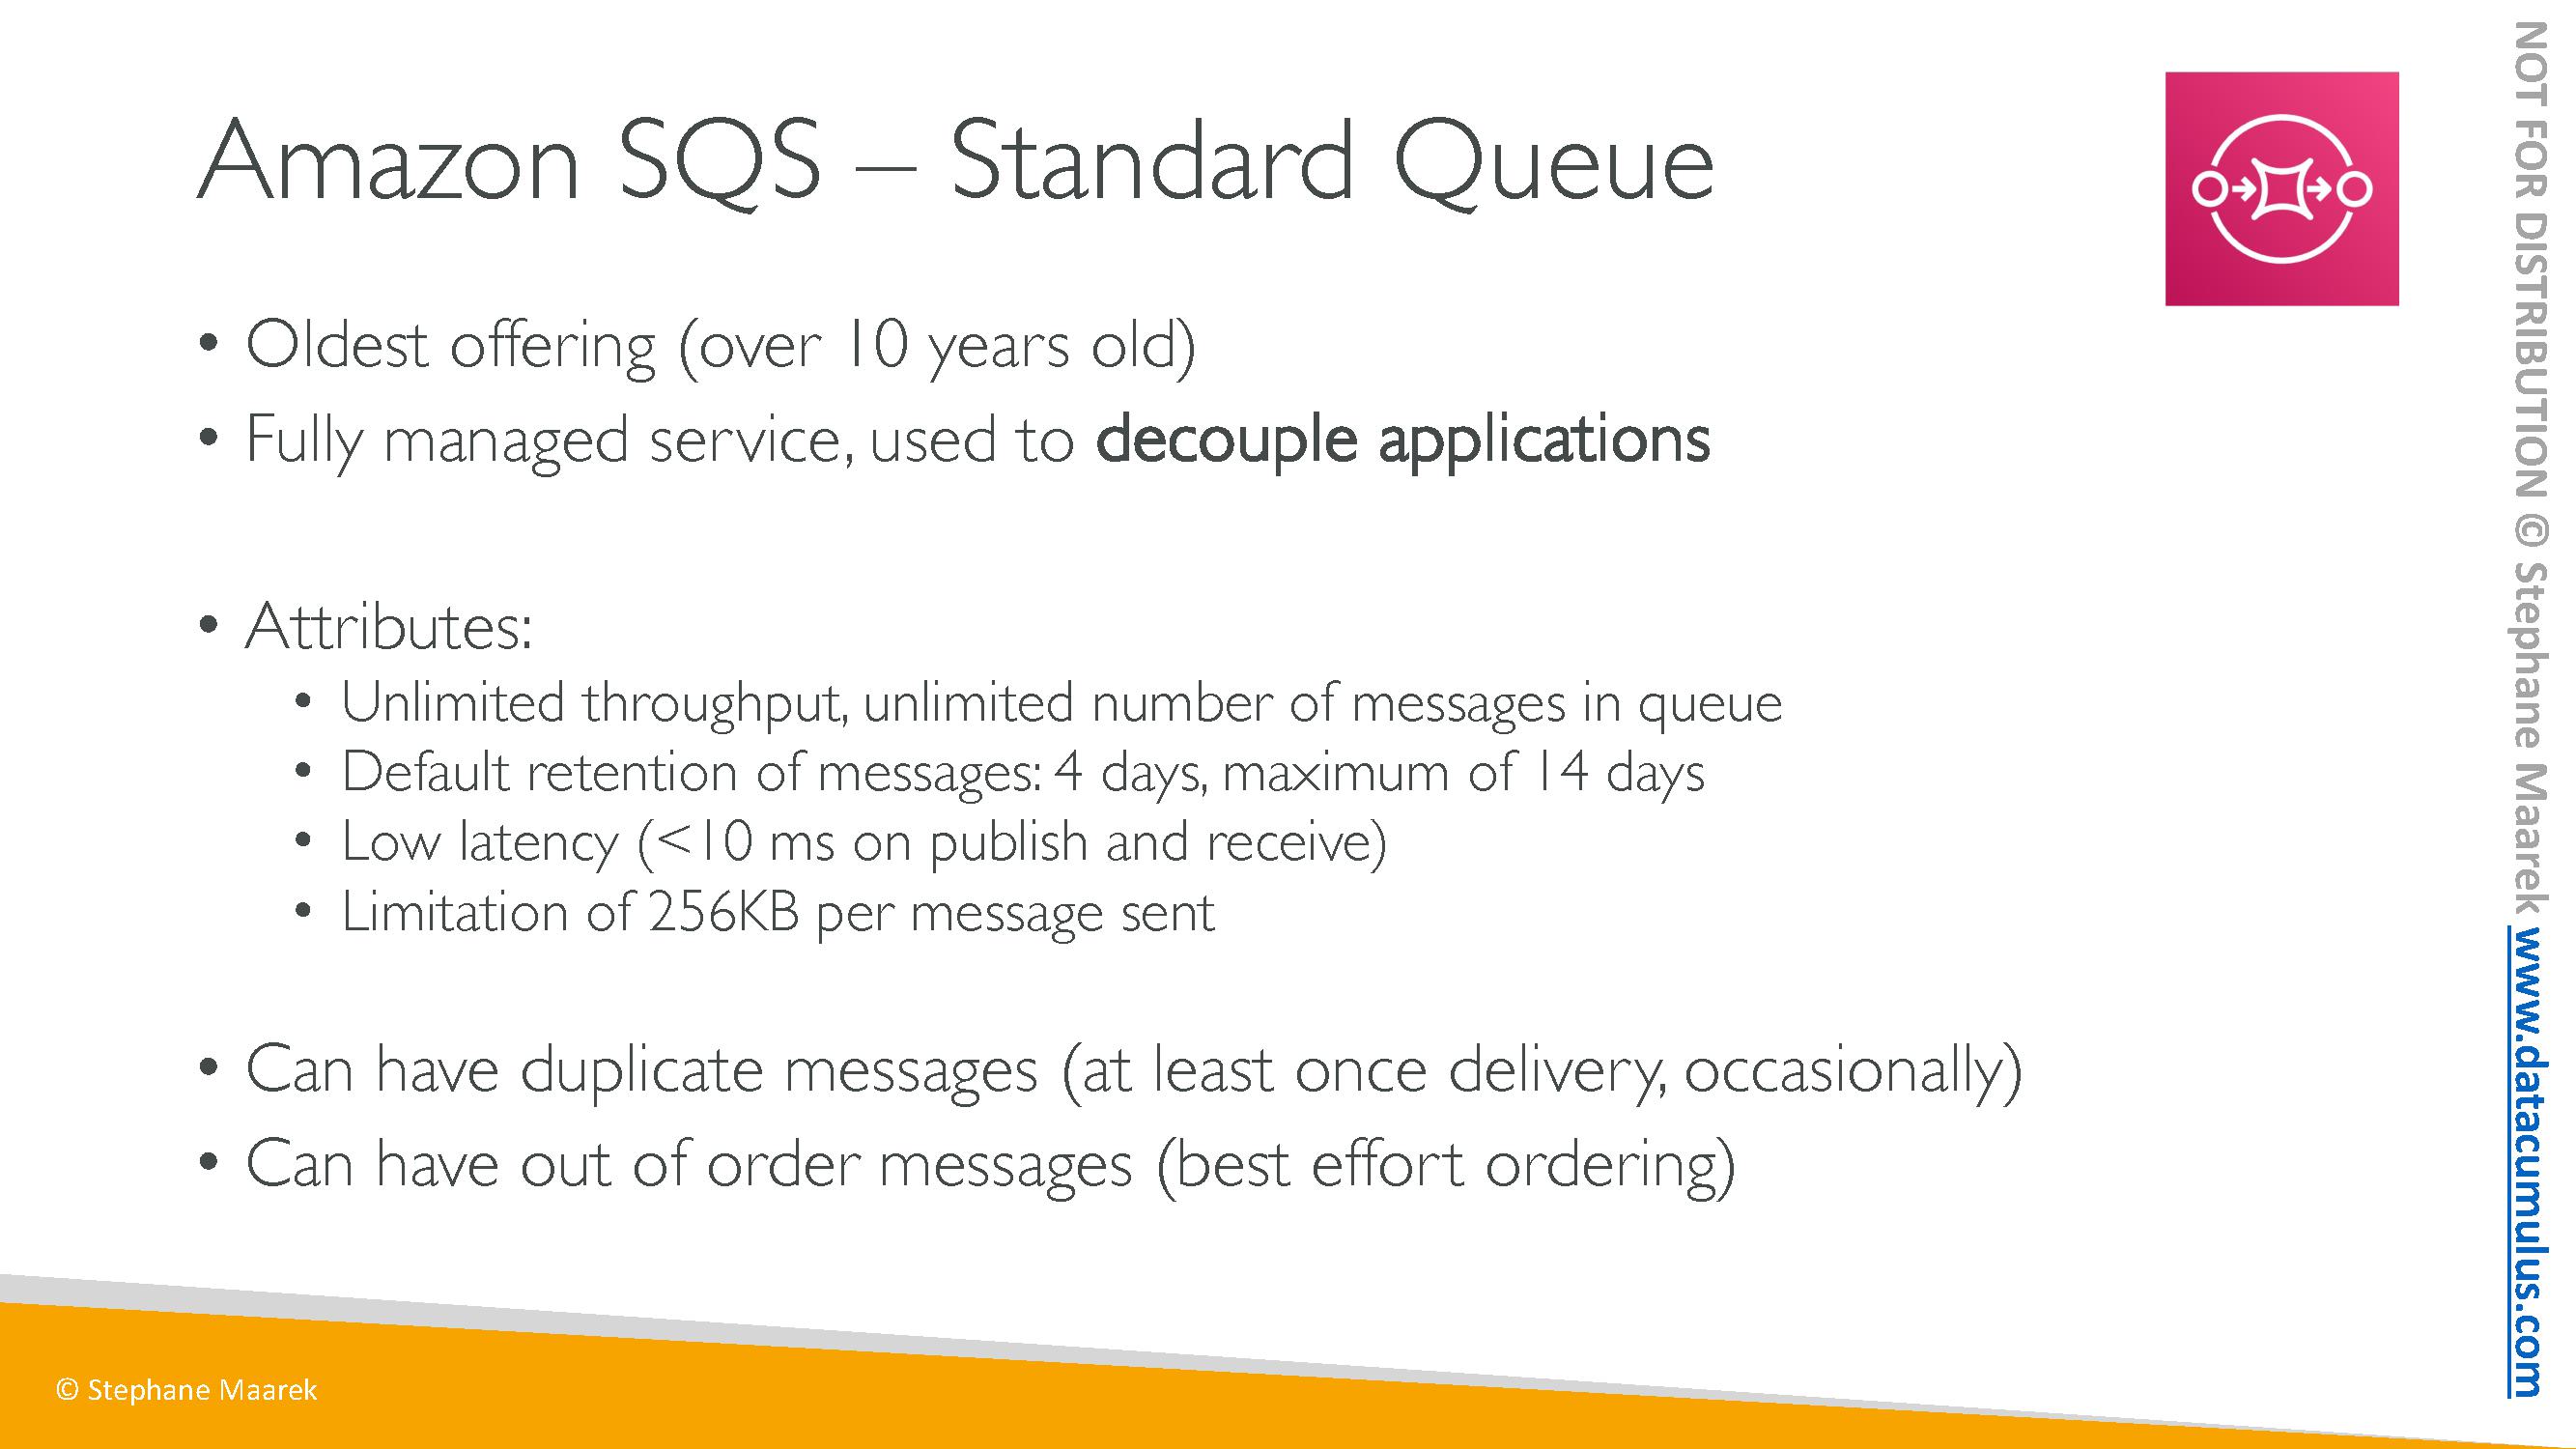 Amazon SQS – Standard Queue
• Oldest offering (over 10 years old)
• Fully managed service, used to decouple applications
• Attributes:
• Unlimited throughput, unlimited number of messages in queue
• Default retention of messages: 4 days, maximum of 14 days
• Low latency (<10 ms on publish and receive)
• Limitation of 256KB per message sent
• Can have duplicate messages (at least once delivery, occasionally)
• Can have out of order messages (best effort ordering)
© Stephane Maarek
NOT FOR DISTRIBUTION © Stephane Maarek www.datacumulus.com